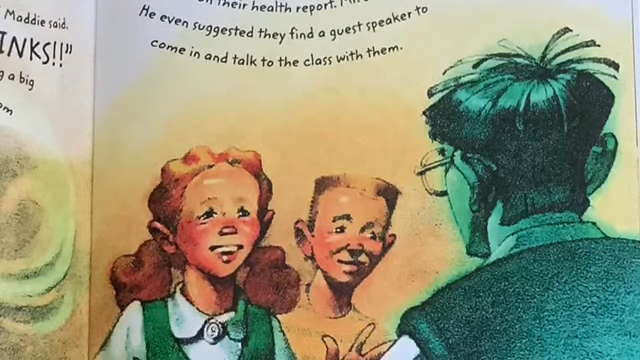 Maddie said.
INKS!!"
g a big
om
their health report.
He even suggested they find a guest speaker to
come in and talk to the class with them.